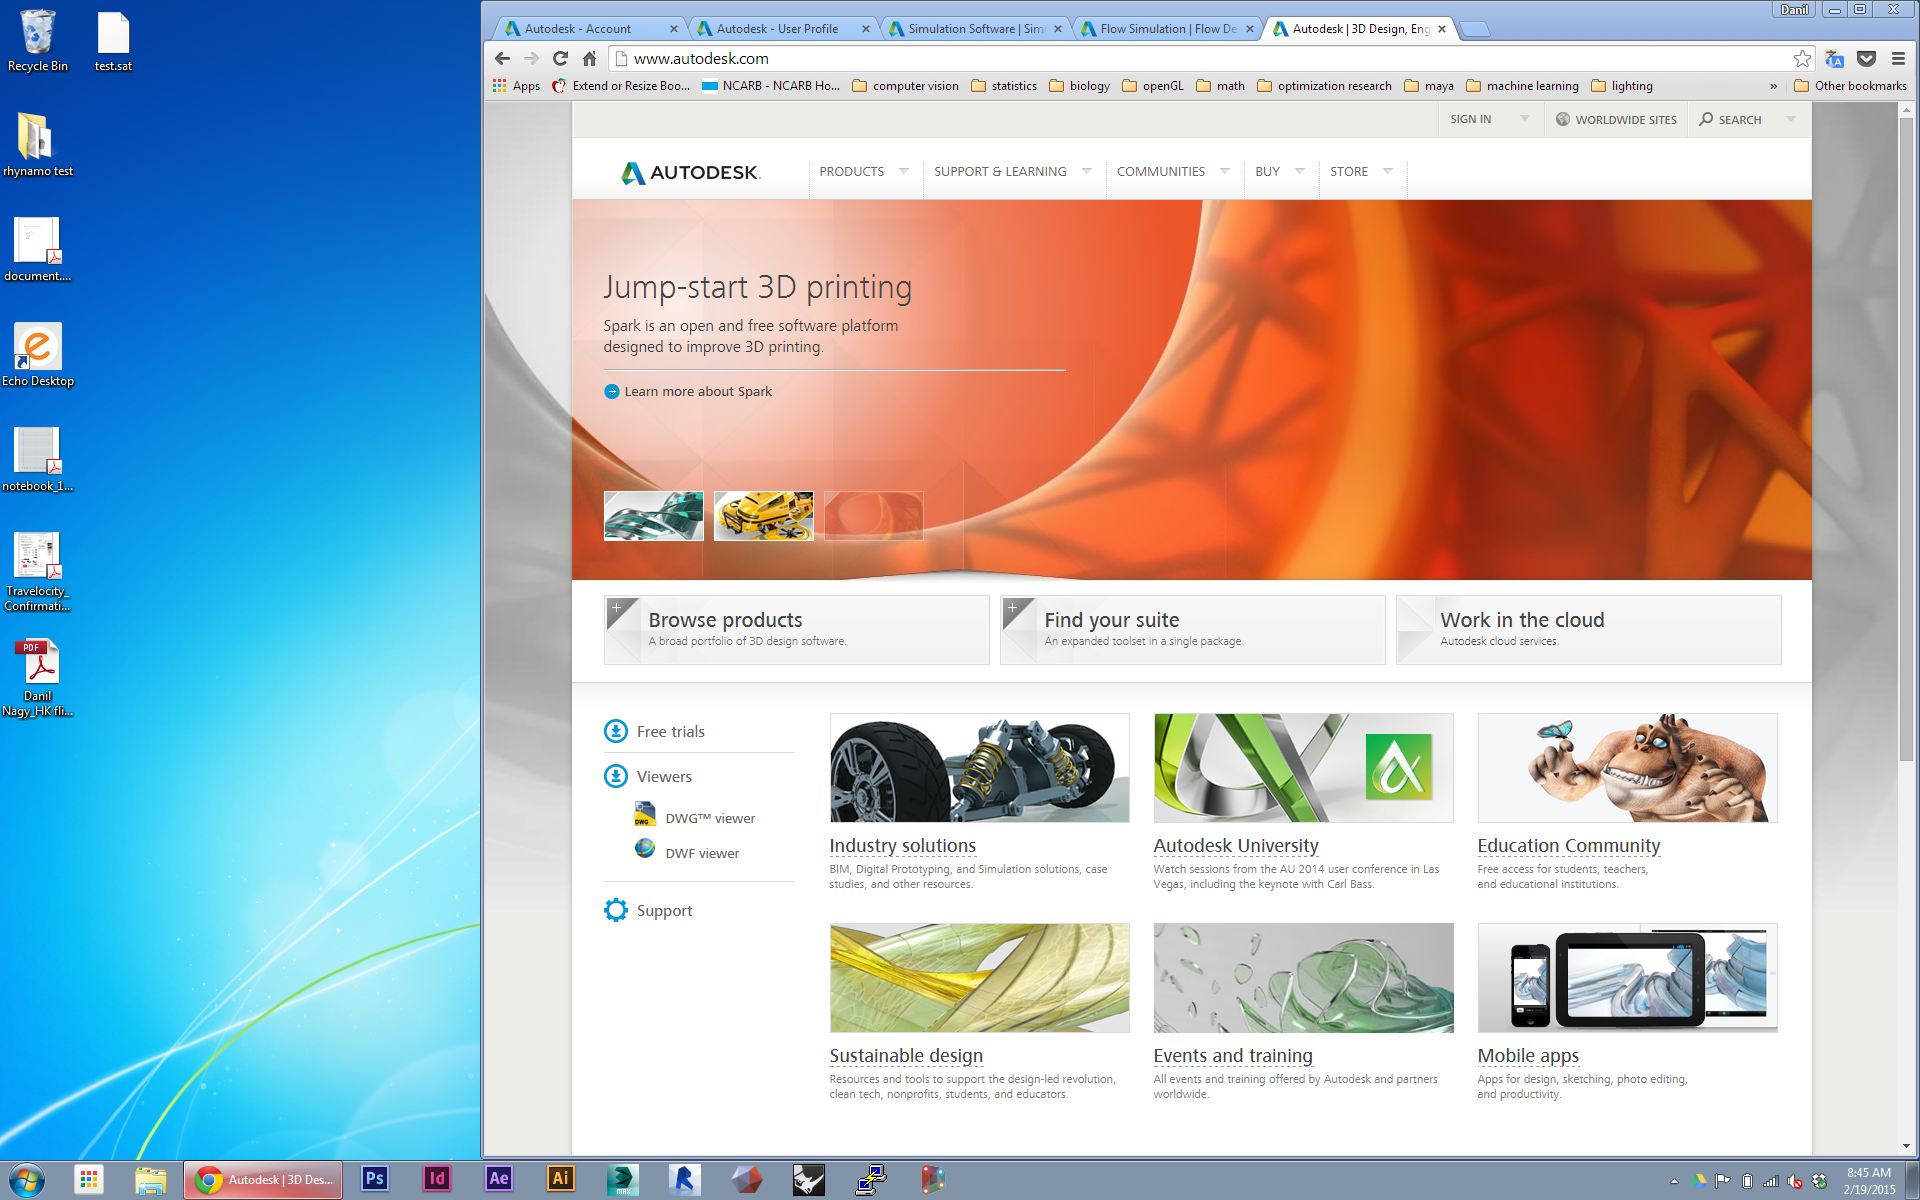 Recycle Bin
test.sat
rhynamo test
document....
Echo Desktop
notebook_1...
Travelocity_
Confirmati...
PDF
Danil
Nagy_HK fli...
Danil
Autodesk - Account
Autodesk - User Profile
Simulation Software | Sim
Flow Simulation | Flow De
Autodesk | 3D Design, Eng
www.autodesk.com
Apps
Extend or Resize Boo...
NCARB - NCARB Ho...
computer vision
statistics
biology
openGL
math
optimization research
maya
machine learning
lighting
»
Other bookmarks
SIGN IN
WORLDWIDE SITES
SEARCH
AUTODESK.
PRODUCTS
SUPPORT & LEARNING
COMMUNITIES
BUY
STORE
Jump-start 3D printing
Spark is an open and free software platform
designed to improve 3D printing.
Learn more about Spark
Browse products
A broad portfolio of 3D design software.
Find your suite
An expanded toolset in a single package.
Work in the cloud
Autodesk cloud services.
Free trials
Viewers
DWG
DWG™ viewer
DWF viewer
Support
Industry solutions
BIM, Digital Prototyping, and Simulation solutions, case
studies, and other resources.
Autodesk University
Watch sessions from the AU 2014 user conference in Las
Vegas, including the keynote with Carl Bass.
Education Community
Free access for students, teachers,
and educational institutions.
Sustainable design
Resources and tools to support the design-led revolution,
clean tech, nonprofits, students, and educators.
Events and training
All events and training offered by Autodesk and partners
worldwide.
Mobile apps
Apps for design, sketching, photo editing,
and productivity.
Autodesk | 3D Des...
Ps
Id
Ae
Ai
MAX
R
8:45 AM
2/19/2015